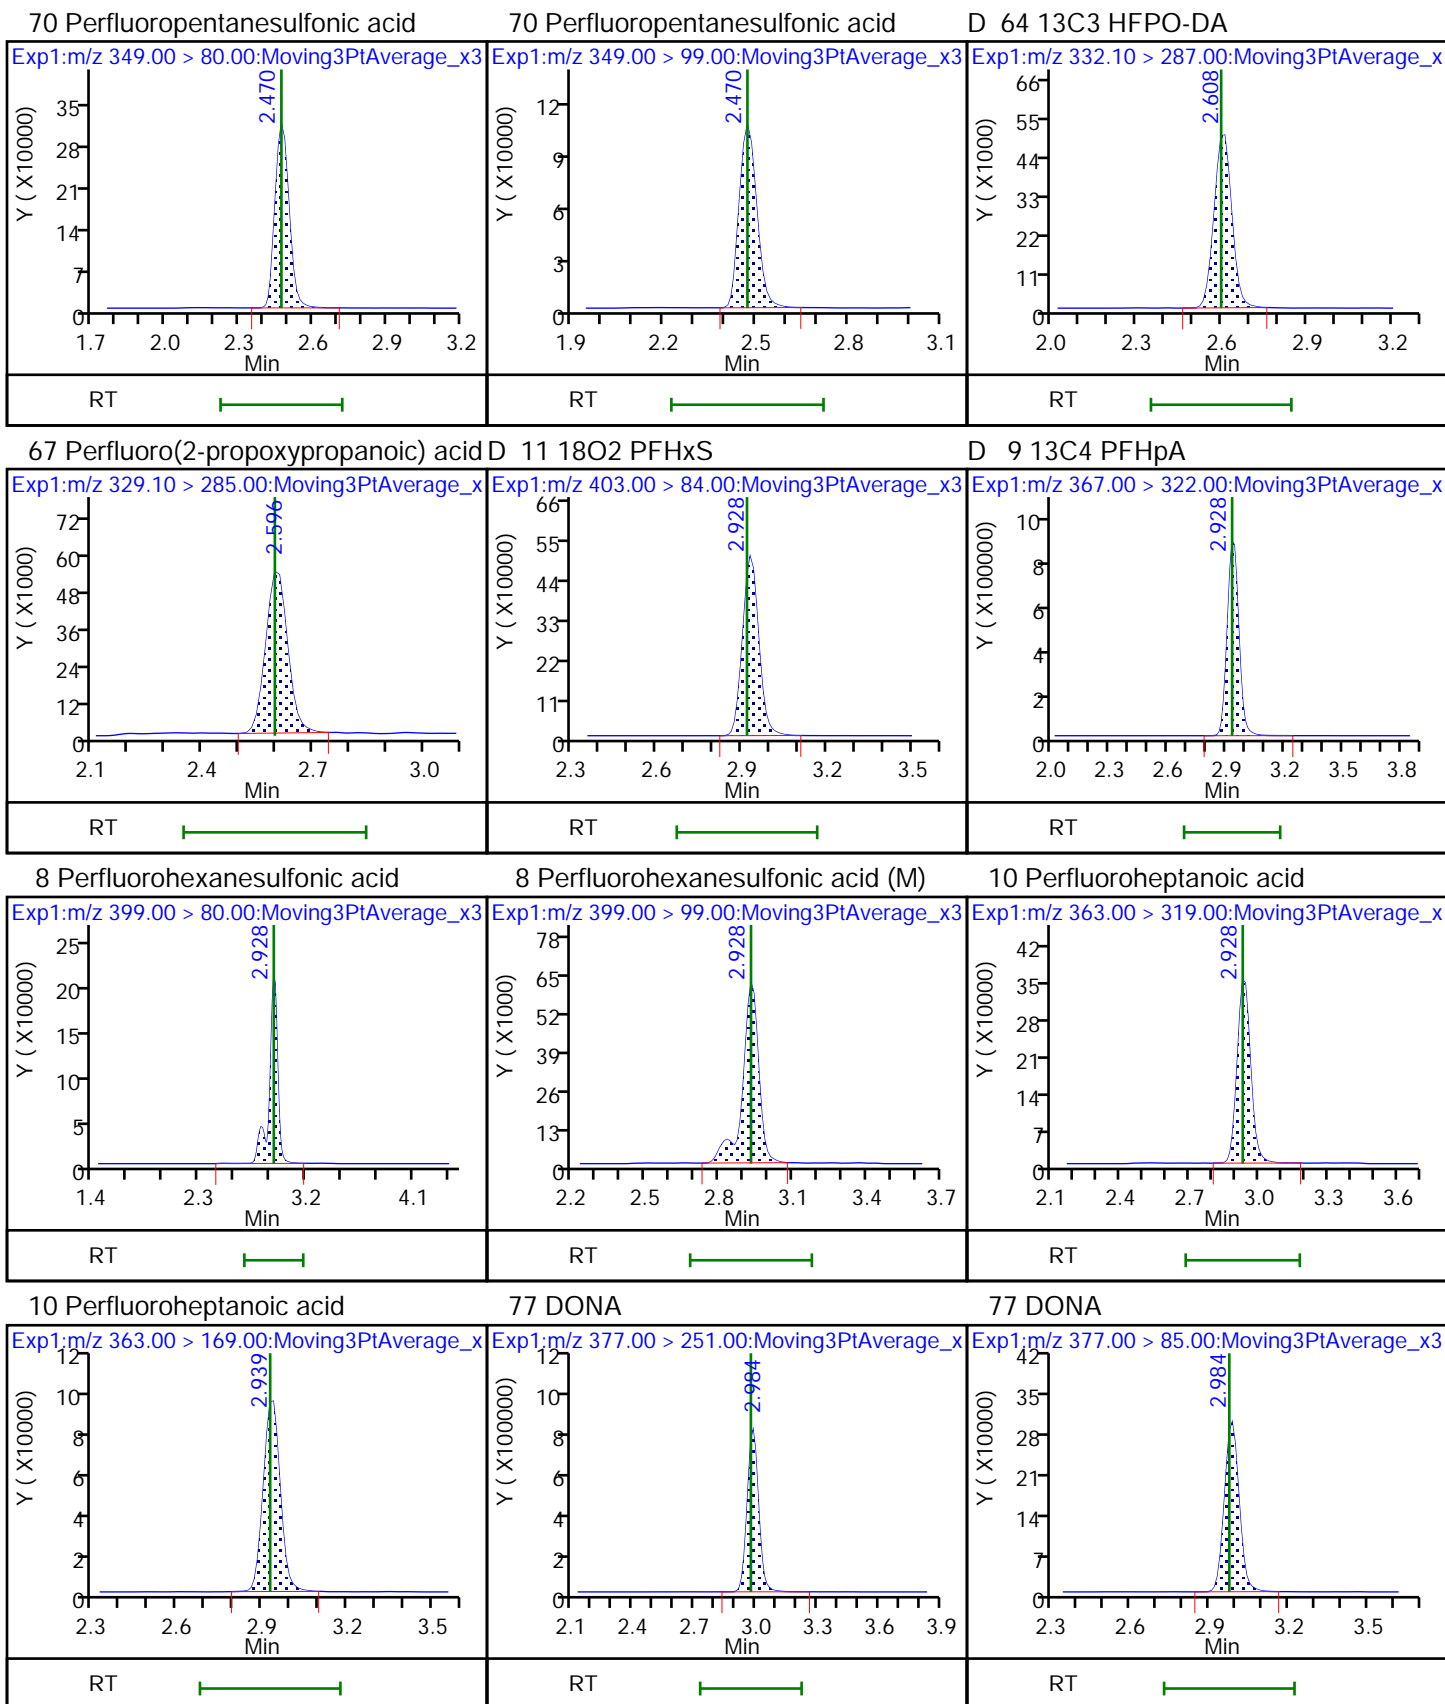 70 Perfluoropentanesulfonic acid
Exp1:m/z 349.00 > 80.00:Moving3PtAverage_x3
Y ( X10000)
35
28
21
14
7
0
2.470
1.7 2.0 2.3 2.6 2.9 3.2
Min
RT
70 Perfluoropentanesulfonic acid
Exp1:m/z 349.00 > 99.00:Moving3PtAverage_x3
Y ( X10000)
12
9
6
3
0
2.470
1.9 2.2 2.5 2.8 3.1
Min
RT
D 64 13C3 HFPO-DA
Exp1:m/z 332.10 > 287.00:Moving3PtAverage_x
Y ( X1000)
66
55
44
33
22
11
0
2.608
2.0 2.3 2.6 2.9 3.2
Min
RT
67 Perfluoro(2-propoxypropanoic) acid
Exp1:m/z 329.10 > 285.00:Moving3PtAverage_x
Y ( X10000)
72
60
48
36
24
12
0
2.596
2.1 2.4 2.7 3.0
Min
RT
D 11 18O2 PFHxS
Exp1:m/z 403.00 > 84.00:Moving3PtAverage_x3
Y ( X10000)
66
55
44
33
22
11
0
2.928
2.3 2.6 2.9 3.2 3.5
Min
RT
D 9 13C4 PFHpA
Exp1:m/z 367.00 > 322.00:Moving3PtAverage_x
Y ( X100000)
10
8
6
4
2
0
2.928
2.0 2.3 2.6 2.9 3.2 3.5 3.8
Min
RT
8 Perfluorohexanesulfonic acid
Exp1:m/z 399.00 > 80.00:Moving3PtAverage_x3
Y ( X10000)
25
20
15
10
5
0
2.928
1.4 2.3 3.2 4.1
Min
RT
8 Perfluorohexanesulfonic acid (M)
Exp1:m/z 399.00 > 99.00:Moving3PtAverage_x3
Y ( X1000)
78
65
52
39
26
13
0
2.928
2.2 2.5 2.8 3.1 3.4 3.7
Min
RT
10 Perfluoroheptanoic acid
Exp1:m/z 363.00 > 319.00:Moving3PtAverage_x
Y ( X10000)
42
35
28
21
14
7
0
2.928
2.1 2.4 2.7 3.0 3.3 3.6
Min
RT
10 Perfluoroheptanoic acid
Exp1:m/z 363.00 > 169.00:Moving3PtAverage_x
Y ( X10000)
12
10
8
6
4
2
0
2.939
2.3 2.6 2.9 3.2 3.5
Min
RT
77 DONA
Exp1:m/z 377.00 > 251.00:Moving3PtAverage_x
Y ( X100000)
12
10
8
6
4
2
0
2.984
2.1 2.4 2.7 3.0 3.3 3.6 3.9
Min
RT
77 DONA
Exp1:m/z 377.00 > 85.00:Moving3PtAverage_x3
Y ( X10000)
42
35
28
21
14
7
0
2.984
2.3 2.6 2.9 3.2 3.5
Min
RT